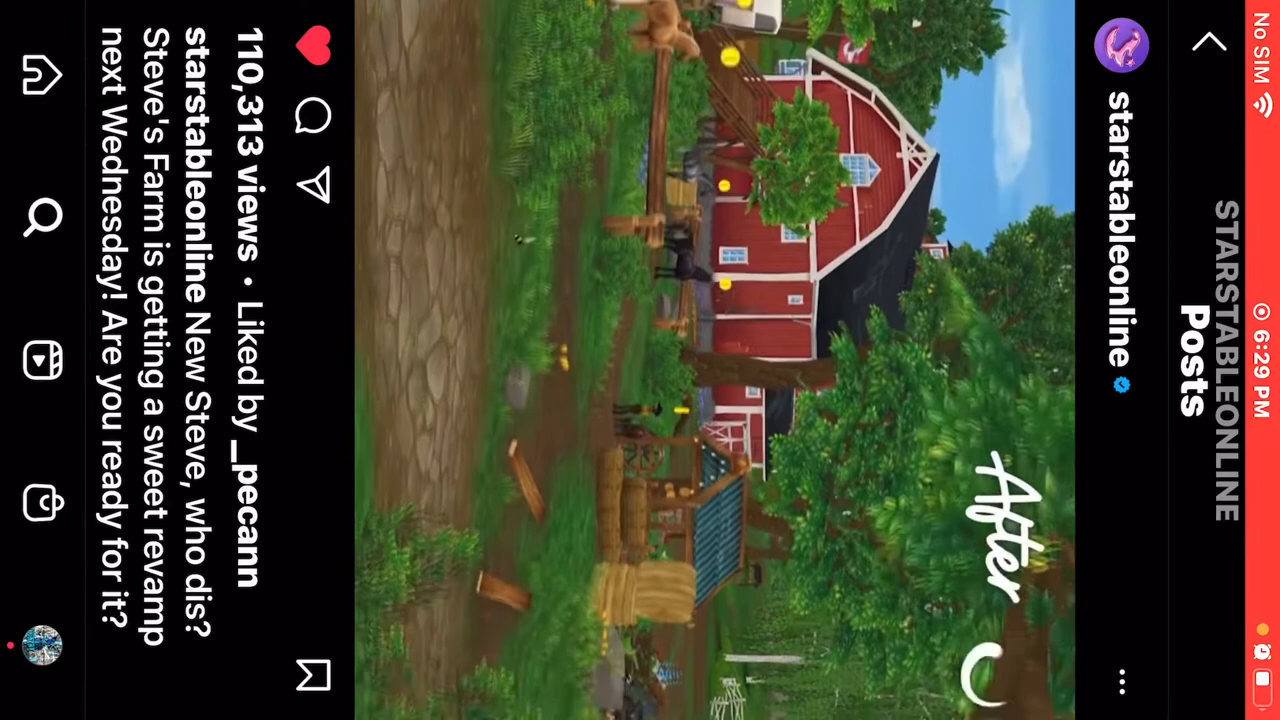 No SIM 6:29 PM
STARSTABLEONLINE
Posts
starstableonline
After
110,313 views • Liked by _pecann
starstableonline New Steve, who dis?
Steve's Farm is getting a sweet revamp
next Wednesday! Are you ready for it?